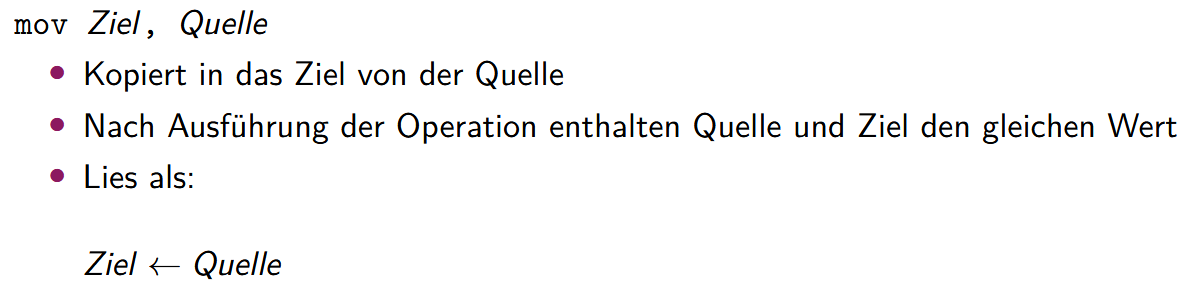 mov Ziel, Quelle
• Kopiert in das Ziel von der Quelle
• Nach Ausführung der Operation enthalten Quelle und Ziel den gleichen Wert
• Lies als:
Ziel ← Quelle